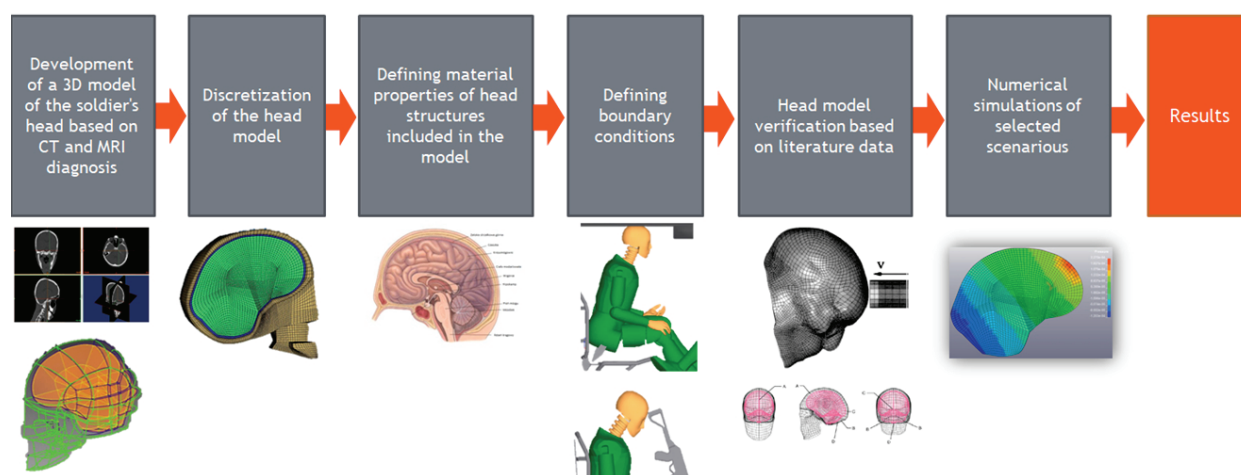 Development
of a 3D model
of the soldier's
head based on
CT and MRI
diagnosis
Discretization
of the head
model
Defining material
properties of head
structures
included in the
model
Defining
boundary
conditions
Head model
verification based
on literature data
Numerical
simulations of
selected
scenarious
Results
V